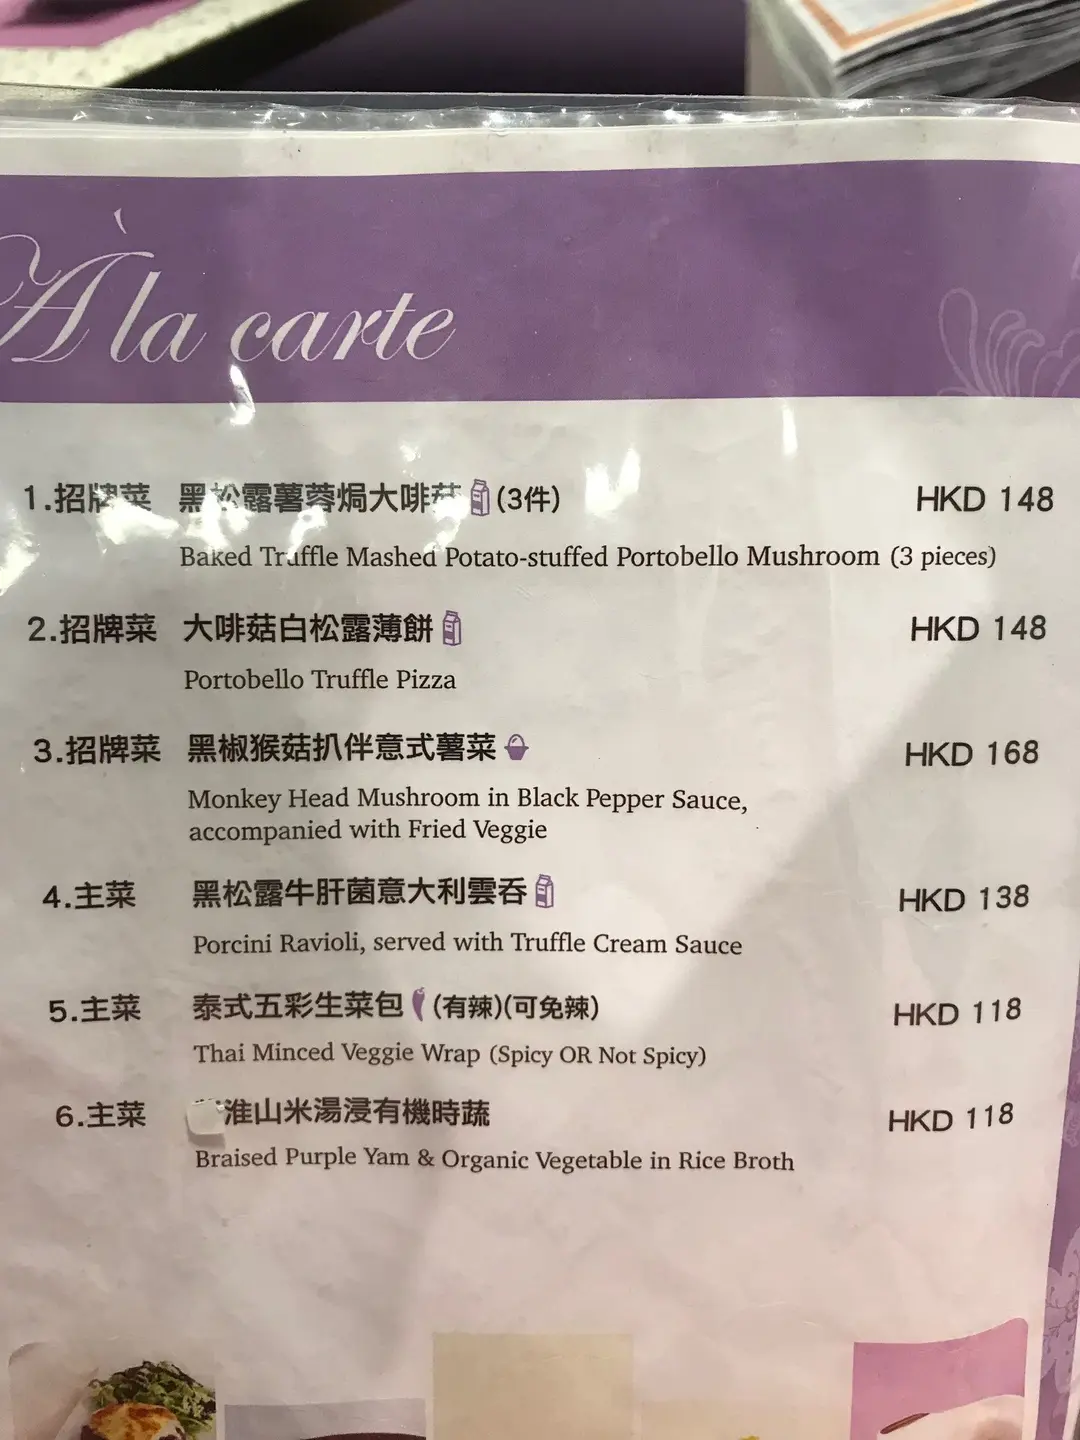 À la carte
1.招牌菜 黑松露薯蓉焗大啡菇(3件) HKD 148
Baked Truffle Mashed Potato-stuffed Portobello Mushroom (3 pieces)
2.招牌菜 大啡菇白松露薄餅 HKD 148
Portobello Truffle Pizza
3.招牌菜 黑椒猴菇扒伴意式薯菜 HKD 168
Monkey Head Mushroom in Black Pepper Sauce,
accompanied with Fried Veggie
4.主菜 黑松露牛肝菌意大利雲吞 HKD 138
Porcini Ravioli, served with Truffle Cream Sauce
5.主菜 泰式五彩生菜包(有辣)(可免辣) HKD 118
Thai Minced Veggie Wrap (Spicy OR Not Spicy)
6.主菜 淮山米湯浸有機時蔬 HKD 118
Braised Purple Yam & Organic Vegetable in Rice Broth